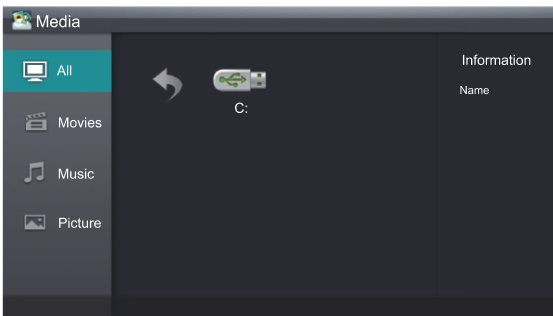 Media
All
Movies
Music
Picture
C:
Information
Name